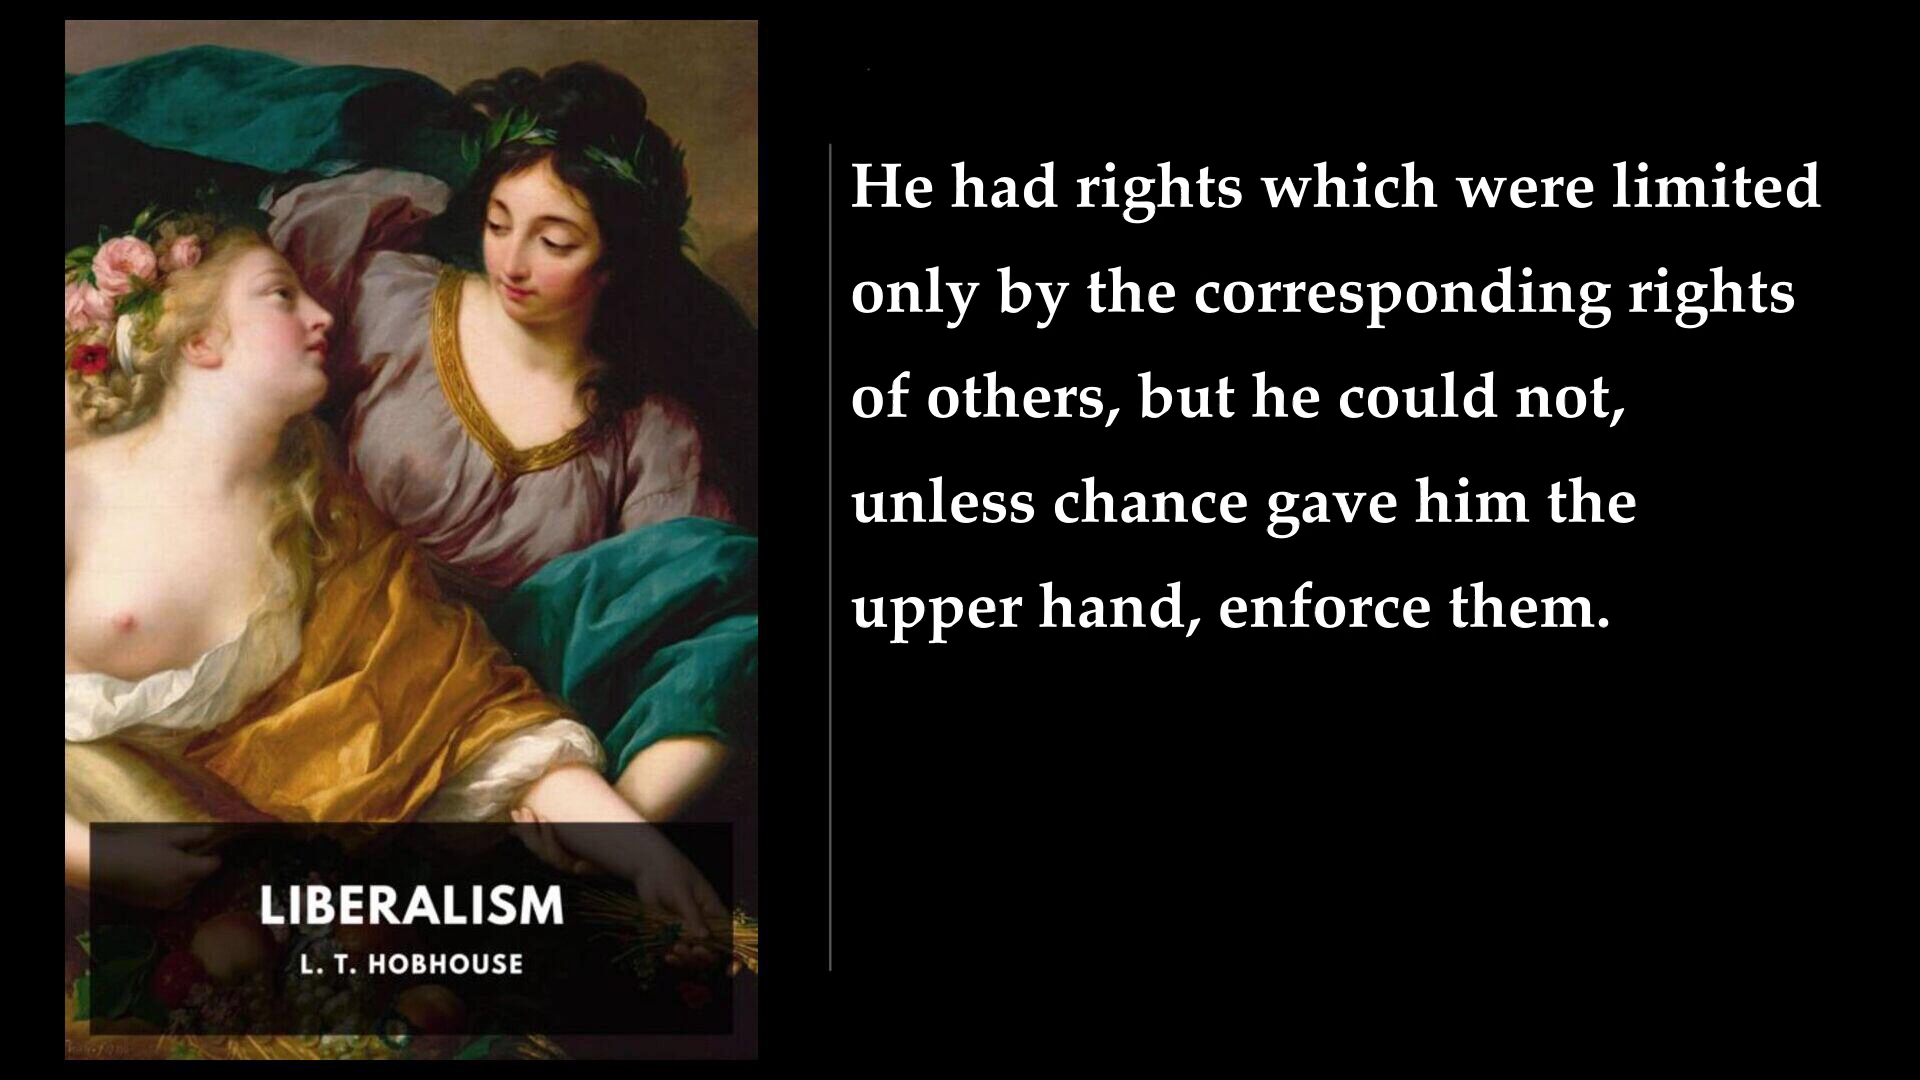 He had rights which were limited
only by the corresponding rights
of others, but he could not,
unless chance gave him the
upper hand, enforce them.
LIBERALISM
L. T. HOBHOUSE